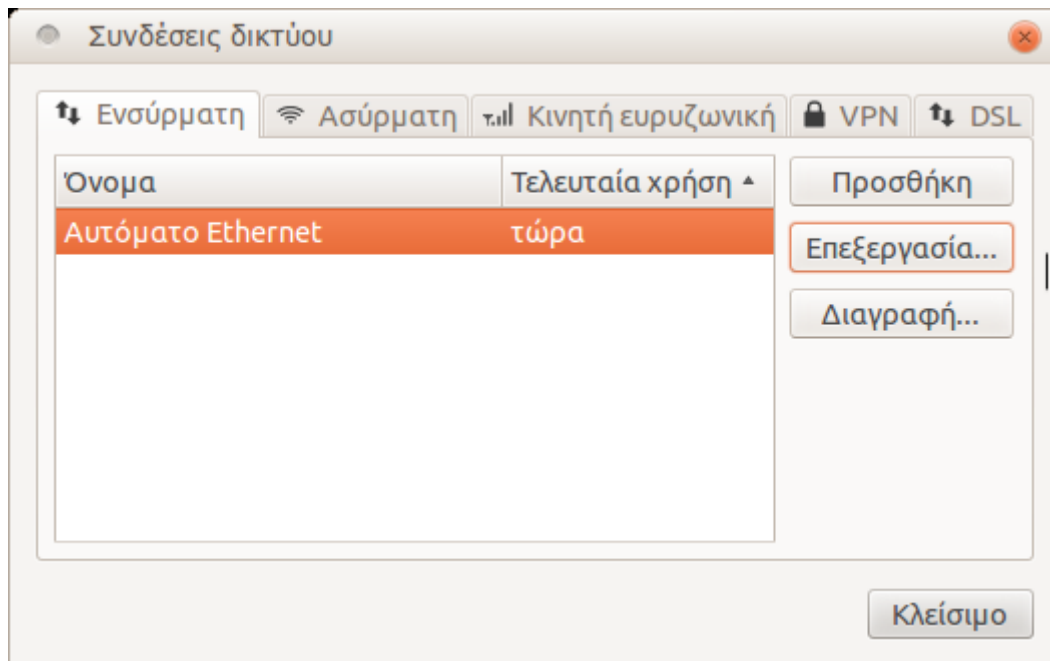 Συνδέσεις δικτύου
Ενσύρματη Ασύρματη Κινητή ευρυζωνική VPN DSL
Όνομα Τελευταία χρήση Προσθήκη
Αυτόματο Ethernet τώρα Επεξεργασία...
Διαγραφή...
Κλείσιμο